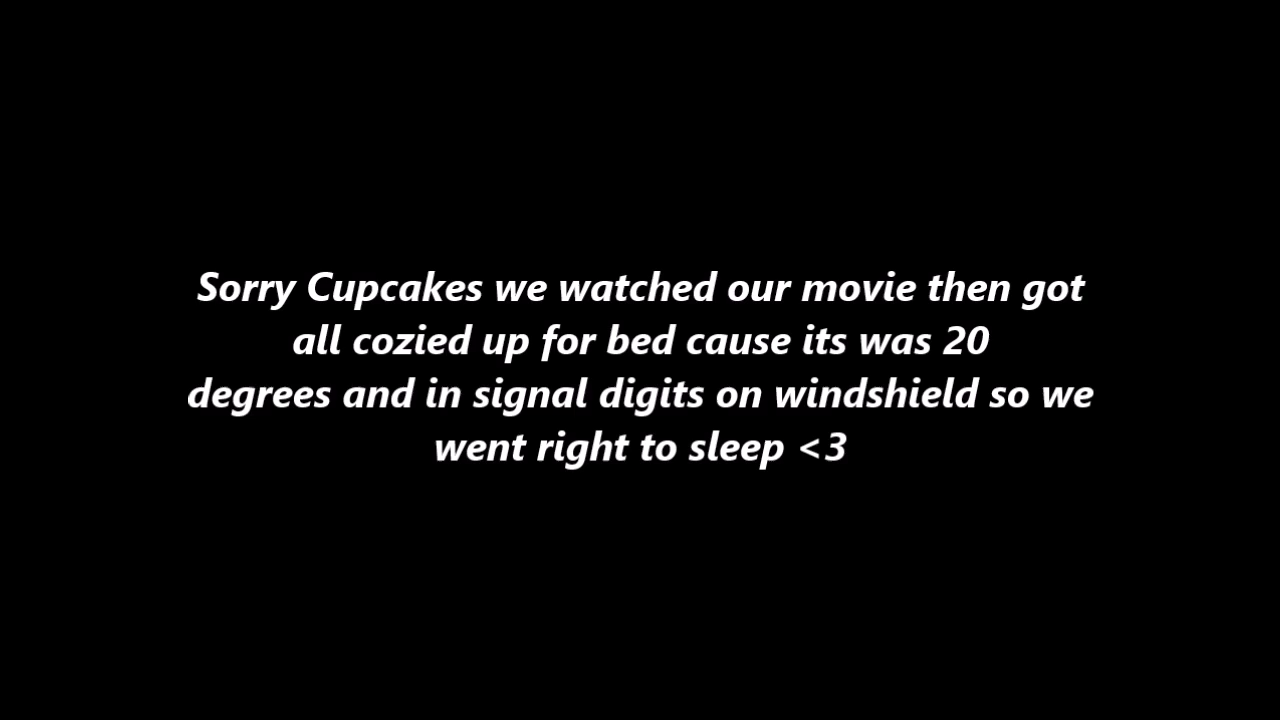 Sorry Cupcakes we watched our movie then got
all cozied up for bed cause its was 20
degrees and in signal digits on windshield so we
went right to sleep <3